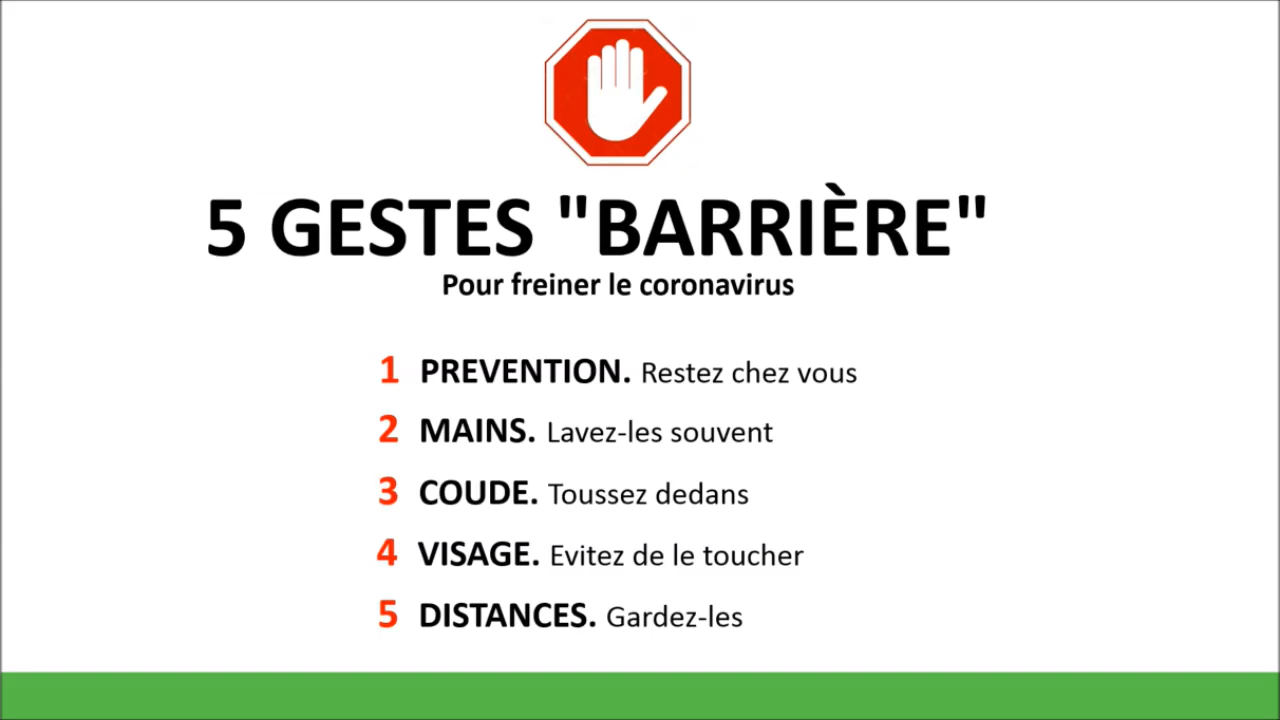 5 GESTES "BARRIÈRE"
Pour freiner le coronavirus
1 PREVENTION. Restez chez vous
2 MAINS. Lavez-les souvent
3 COUDE. Toussez dedans
4 VISAGE. Evitez de le toucher
5 DISTANCES. Gardez-les